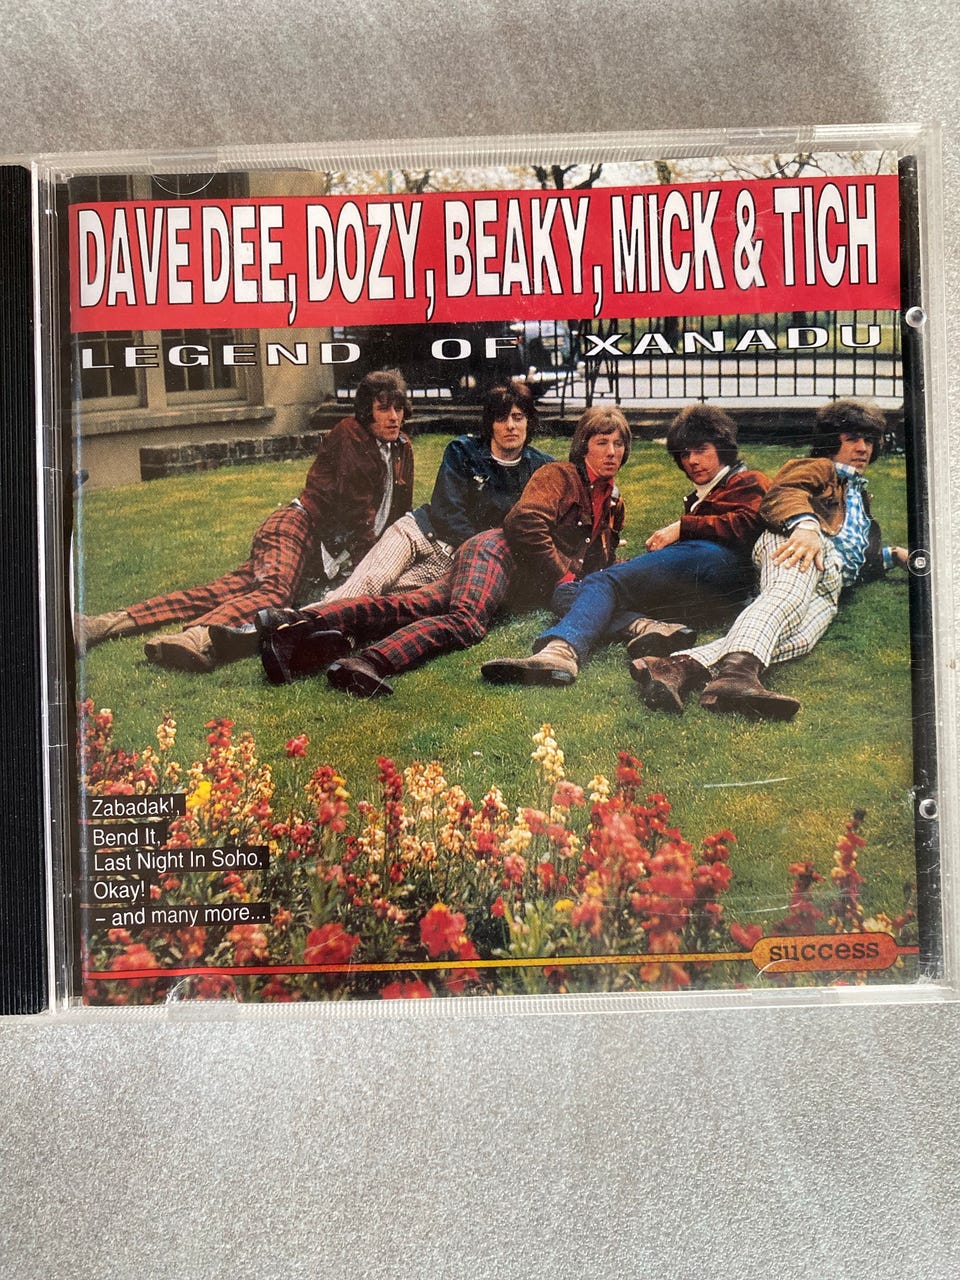 DAVE DEE, DOZY, BEAKY, MICK & TICH
LEGEND OF XANADU
Zabadak!,
Bend It,
Last Night In Soho,
Okay!
– and many more...
success